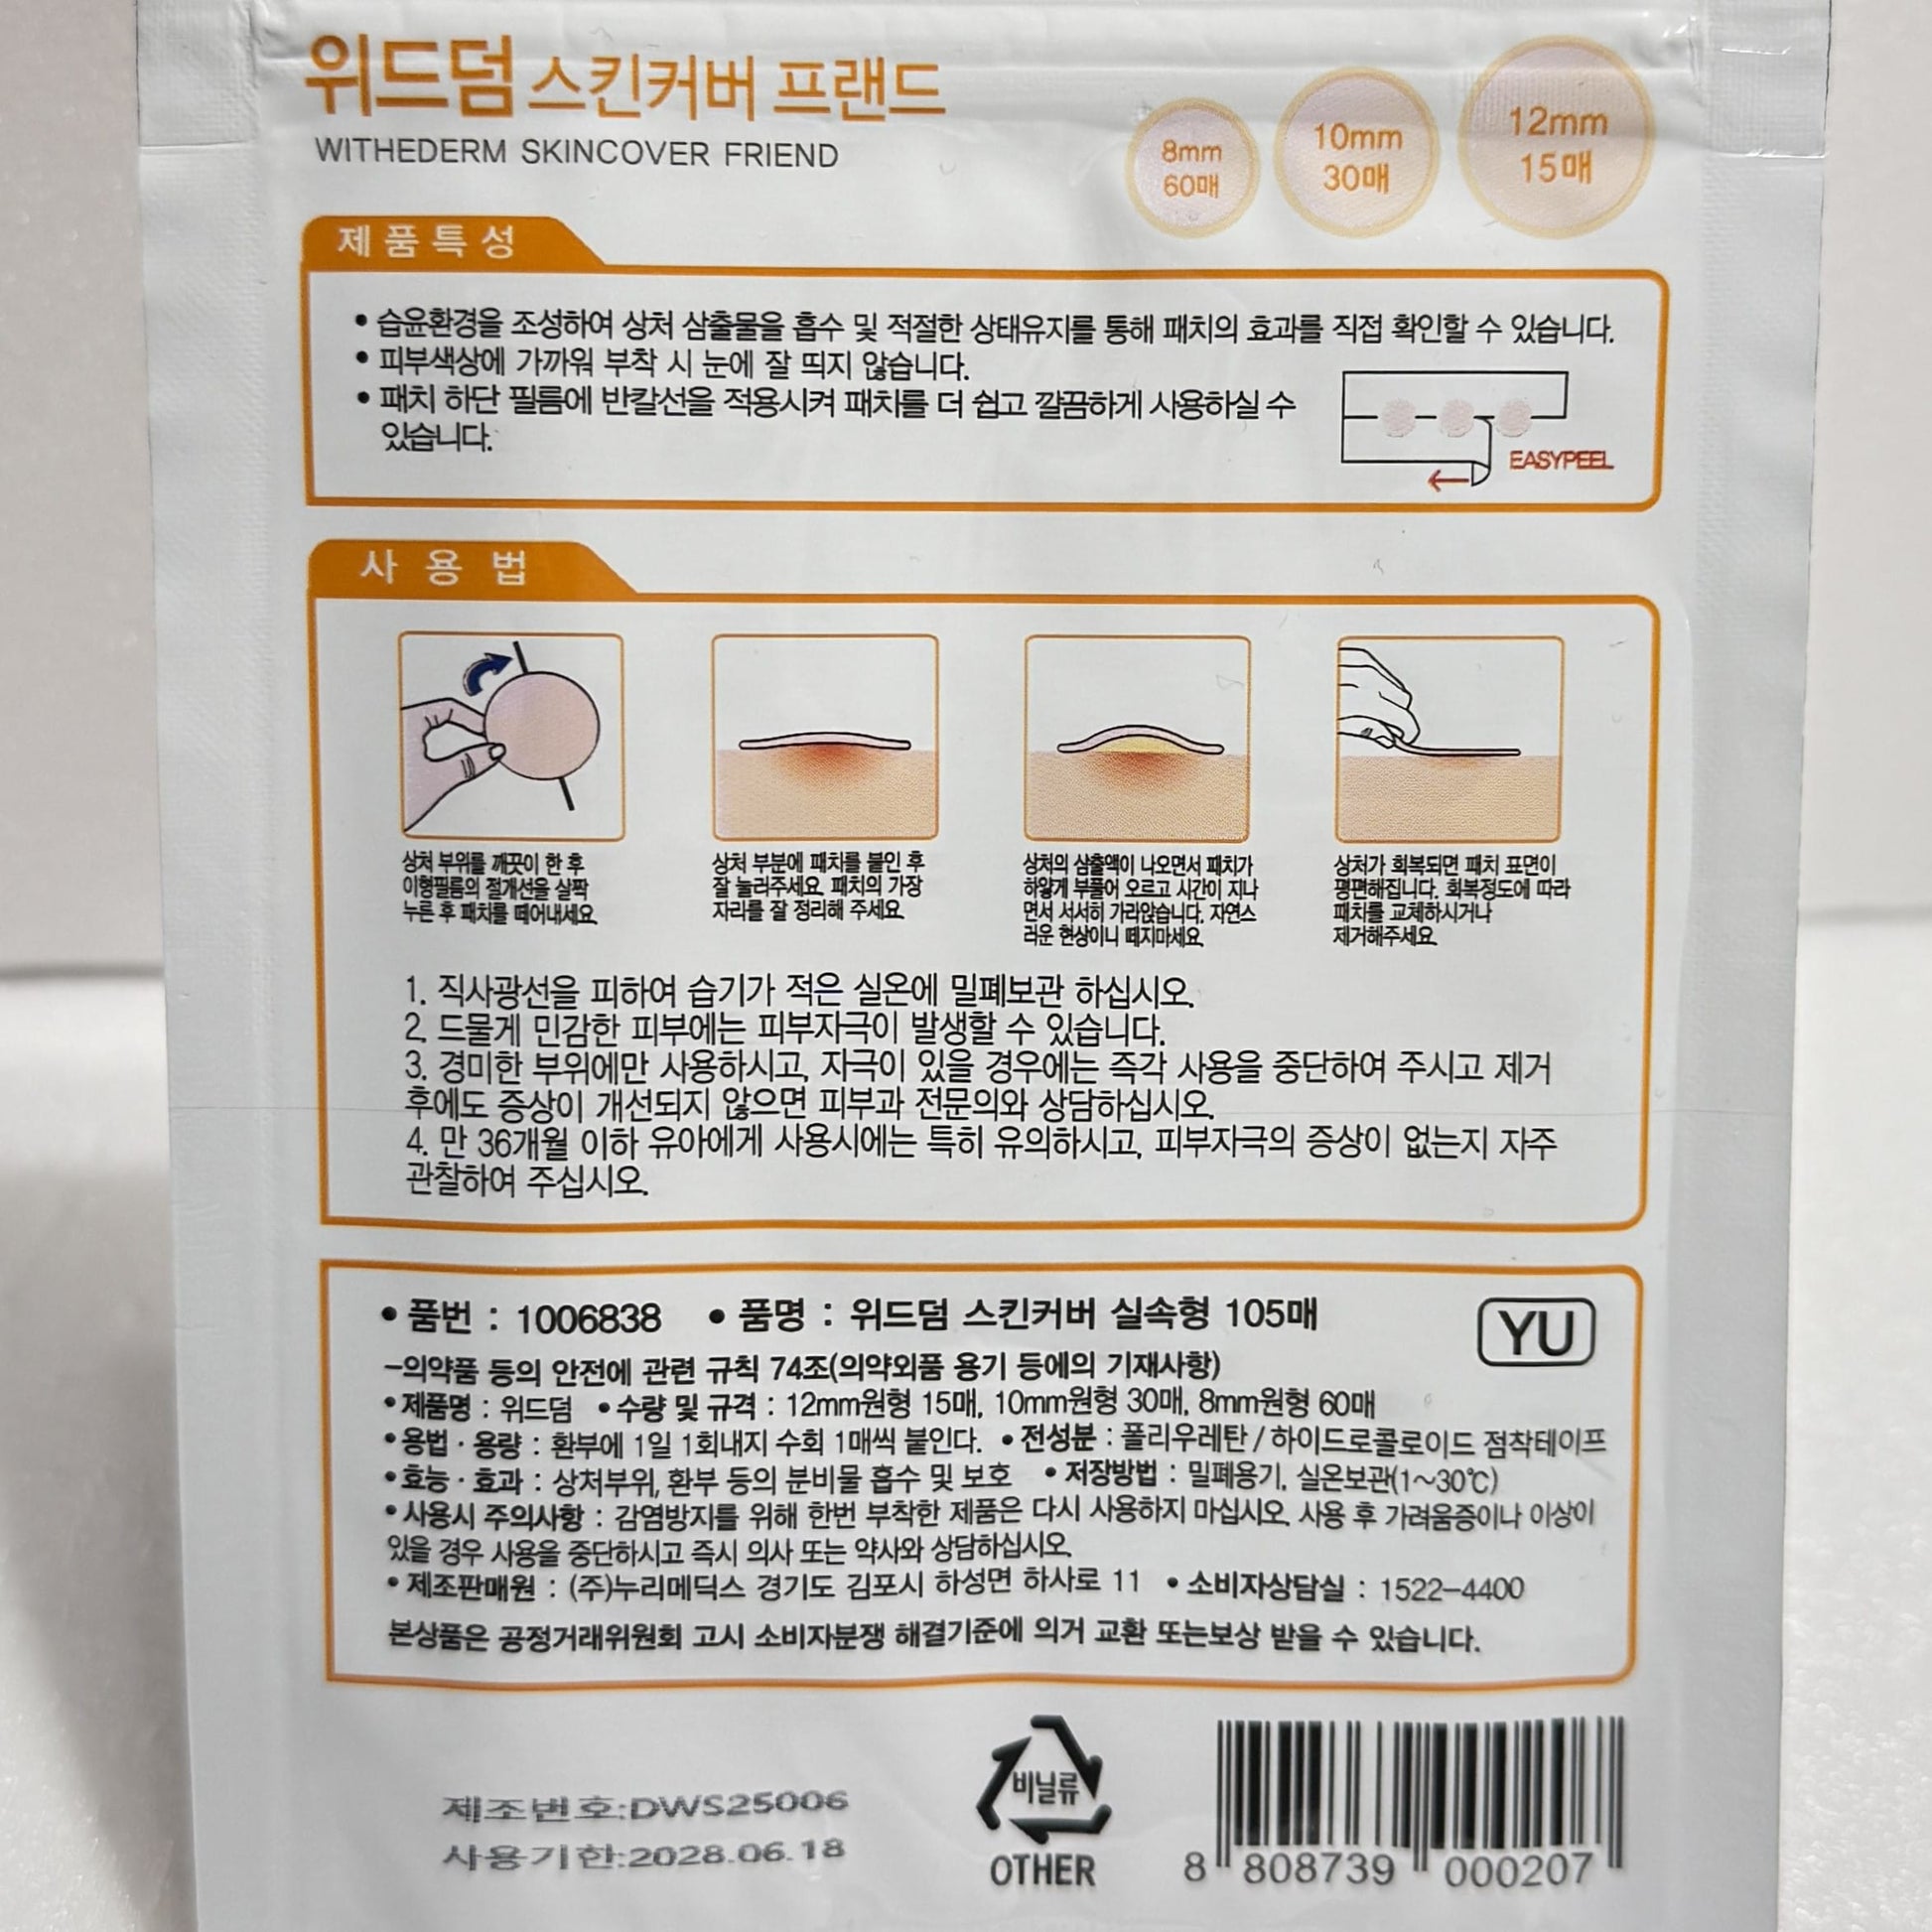 위드덤 스킨커버 프랜드
WITHEDERM SKINCOVER FRIEND
8mm
60매
10mm
30매
12mm
15매
제품특성
• 습윤환경을 조성하여 상처 삼출물을 흡수 및 적절한 상태유지를 통해 패치의 효과를 직접 확인할 수 있습니다.
• 피부색상에 가까워 부착 시 눈에 잘 띄지 않습니다.
• 패치 하단 필름에 반칼선을 적용시켜 패치를 더 쉽고 깔끔하게 사용하실 수
있습니다.
EASYPEEL
사용법
상처 부위를 깨끗이 한 후
이형필름의 절개선을 살짝
누른 후 패치를 떼어내세요.
상처 부분에 패치를 붙인 후
잘 눌러주세요. 패치의 가장
자리를 잘 정리해 주세요.
상처의 삼출액이 나오면서 패치가
하얗게 부풀어 오르고 시간이 지나
면서 서서히 가라앉습니다. 자연스
러운 현상이니 떼지마세요.
상처가 회복되면 패치 표면이
평편해집니다. 회복정도에 따라
패치를 교체하시거나
제거해주세요.
1. 직사광선을 피하여 습기가 적은 실온에 밀폐보관 하십시오.
2. 드물게 민감한 피부에는 피부자극이 발생할 수 있습니다.
3. 경미한 부위에만 사용하시고, 자극이 있을 경우에는 즉각 사용을 중단하여 주시고 제거
후에도 증상이 개선되지 않으면 피부과 전문의와 상담하십시오.
4. 만 36개월 이하 유아에게 사용시에는 특히 유의하시고, 피부자극의 증상이 없는지 자주
관찰하여 주십시오.
• 품번 : 1006838 • 품명 : 위드덤 스킨커버 실속형 105매
YU
-의약품 등의 안전에 관련 규칙 74조(의약외품 용기 등에의 기재사항)
• 제품명 : 위드덤 • 수량 및 규격 : 12mm원형 15매, 10mm원형 30매, 8mm원형 60매
• 용법 · 용량 : 환부에 1일 1회내지 수회 1매씩 붙인다. • 전성분 : 폴리우레탄 / 하이드로콜로이드 점착테이프
• 효능 · 효과 : 상처부위, 환부 등의 분비물 흡수 및 보호 • 저장방법 : 밀폐용기, 실온보관(1~30℃)
• 사용시 주의사항 : 감염방지를 위해 한번 부착한 제품은 다시 사용하지 마십시오. 사용 후 가려움증이나 이상이
있을 경우 사용을 중단하시고 즉시 의사 또는 약사와 상담하십시오.
• 제조판매원 : (주)누리메딕스 경기도 김포시 하성면 하사로 11 • 소비자상담실 : 1522-4400
본상품은 공정거래위원회 고시 소비자분쟁 해결기준에 의거 교환 또는보상 받을 수 있습니다.
제조번호:DWS25006
사용기한:2028.06.18
비닐류
OTHER
8 808739 000207